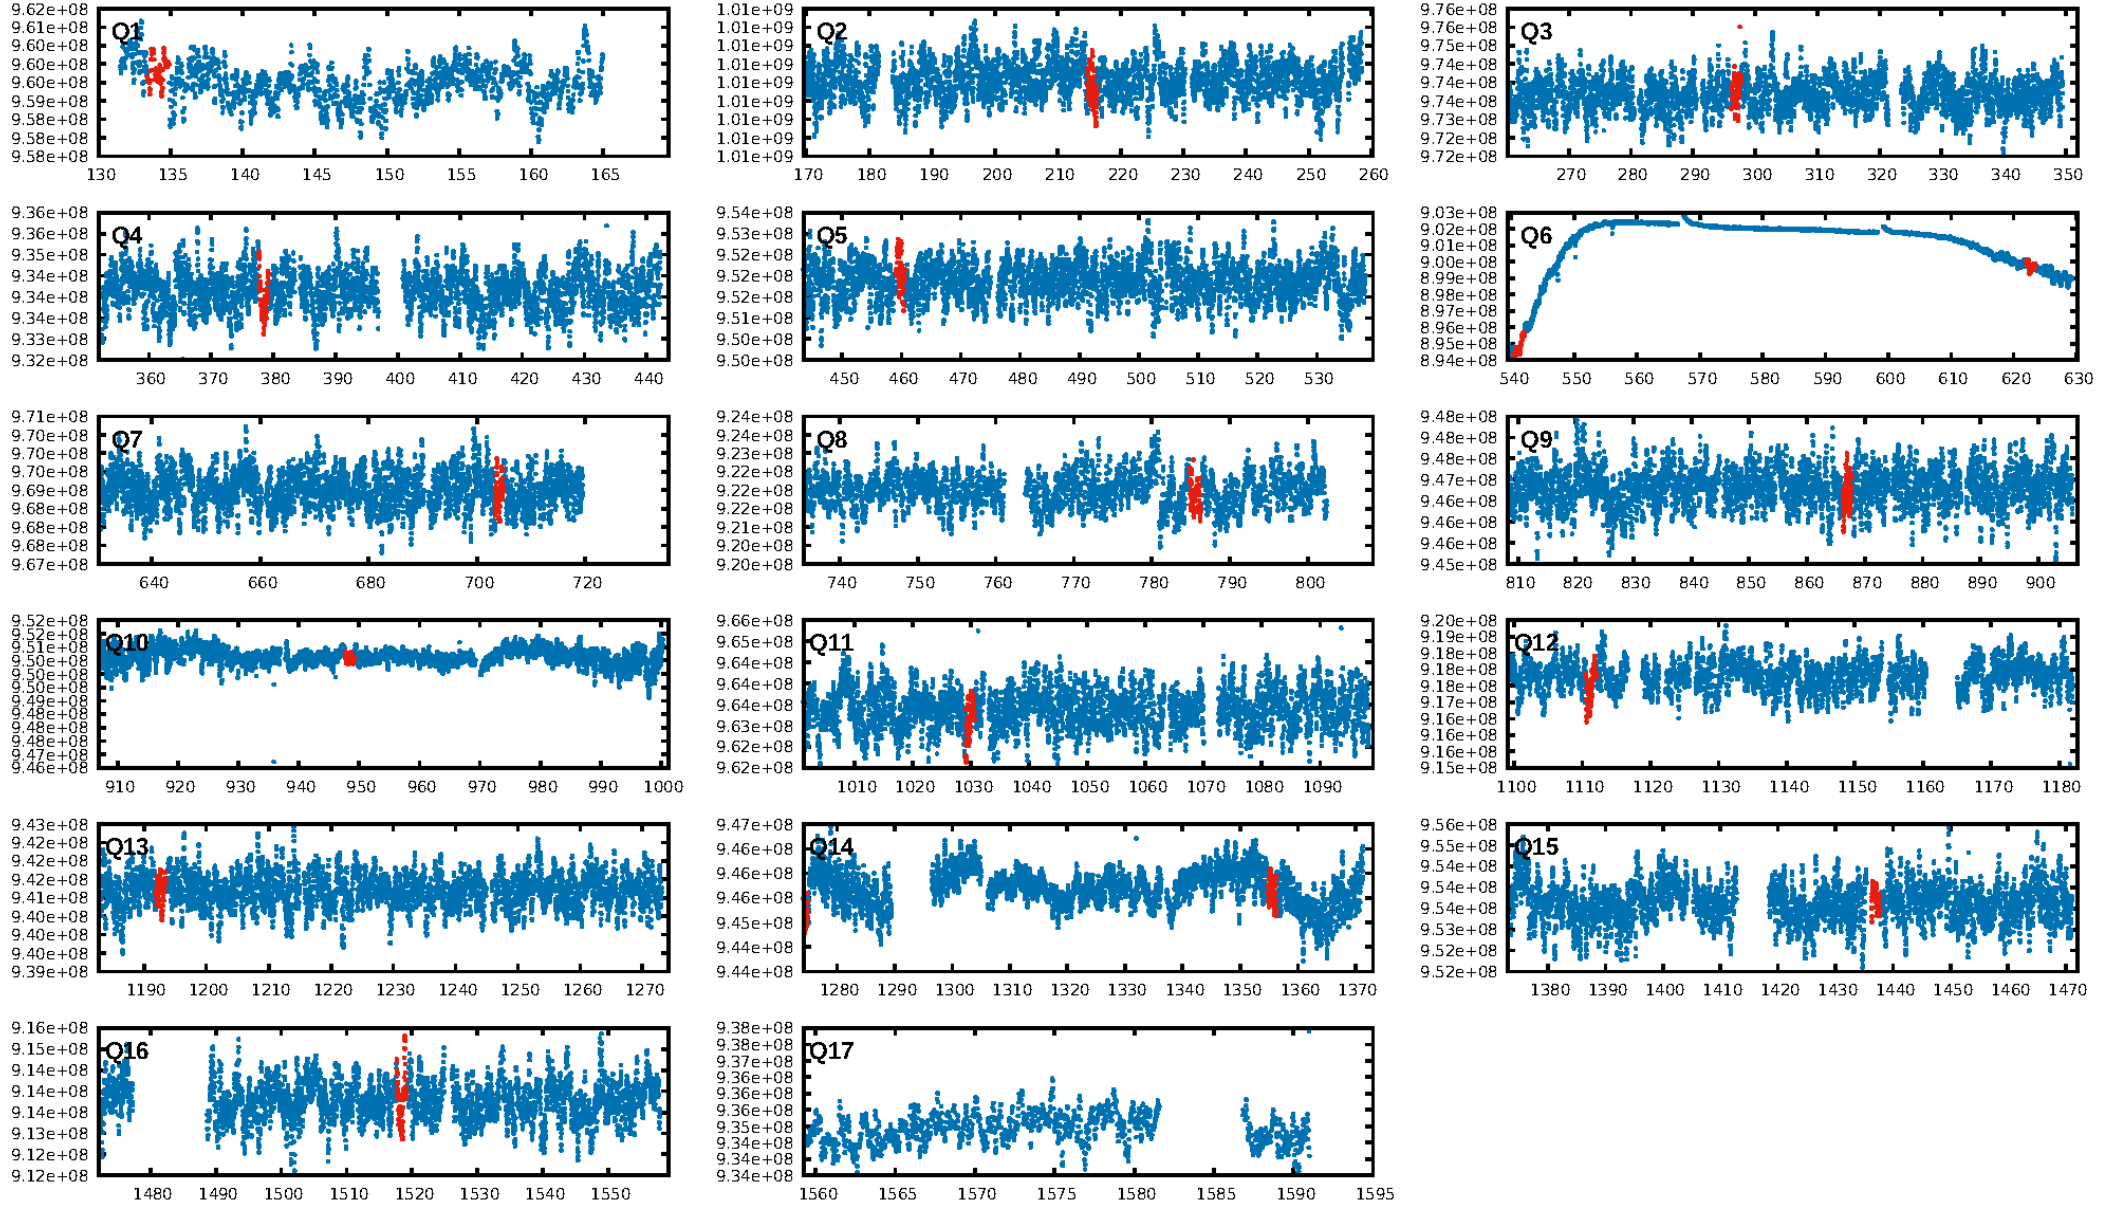 Q1
9.62e+08
9.61e+08
9.60e+08
9.60e+08
9.60e+08
9.59e+08
9.58e+08
9.58e+08
9.58e+08
130 135 140 145 150 155 160 165
Q2
1.01e+09
1.01e+09
1.01e+09
1.01e+09
1.01e+09
1.01e+09
1.01e+09
1.01e+09
1.01e+09
170 180 190 200 210 220 230 240 250 260
Q3
9.76e+08
9.76e+08
9.75e+08
9.74e+08
9.74e+08
9.74e+08
9.73e+08
9.72e+08
9.72e+08
270 280 290 300 310 320 330 340 350
Q4
9.36e+08
9.36e+08
9.35e+08
9.34e+08
9.34e+08
9.34e+08
9.33e+08
9.32e+08
360 370 380 390 400 410 420 430 440
Q5
9.54e+08
9.53e+08
9.52e+08
9.52e+08
9.52e+08
9.51e+08
9.50e+08
9.50e+08
450 460 470 480 490 500 510 520 530
Q6
9.03e+08
9.02e+08
9.01e+08
9.00e+08
8.99e+08
8.98e+08
8.97e+08
8.96e+08
8.95e+08
8.94e+08
540 550 560 570 580 590 600 610 620 630
Q7
9.71e+08
9.70e+08
9.70e+08
9.70e+08
9.69e+08
9.68e+08
9.68e+08
9.68e+08
9.67e+08
640 660 680 700 720
Q8
9.24e+08
9.24e+08
9.23e+08
9.22e+08
9.22e+08
9.22e+08
9.21e+08
9.20e+08
9.20e+08
740 750 760 770 780 790 800
Q9
9.48e+08
9.48e+08
9.48e+08
9.47e+08
9.46e+08
9.46e+08
9.46e+08
9.45e+08
810 820 830 840 850 860 870 880 890 900
Q10
9.52e+08
9.52e+08
9.51e+08
9.50e+08
9.50e+08
9.50e+08
9.49e+08
9.48e+08
9.48e+08
9.48e+08
9.47e+08
9.46e+08
910 920 930 940 950 960 970 980 990 1000
Q11
9.66e+08
9.65e+08
9.64e+08
9.64e+08
9.64e+08
9.63e+08
9.62e+08
9.62e+08
1010 1020 1030 1040 1050 1060 1070 1080 1090
Q12
9.20e+08
9.19e+08
9.18e+08
9.18e+08
9.18e+08
9.17e+08
9.16e+08
9.16e+08
9.16e+08
9.15e+08
1100 1110 1120 1130 1140 1150 1160 1170 1180
Q13
9.43e+08
9.42e+08
9.42e+08
9.42e+08
9.41e+08
9.40e+08
9.40e+08
9.40e+08
9.39e+08
1190 1200 1210 1220 1230 1240 1250 1260 1270
Q14
9.47e+08
9.46e+08
9.46e+08
9.46e+08
9.45e+08
9.44e+08
9.44e+08
1280 1290 1300 1310 1320 1330 1340 1350 1360 1370
Q15
9.56e+08
9.55e+08
9.54e+08
9.54e+08
9.54e+08
9.53e+08
9.52e+08
9.52e+08
1380 1390 1400 1410 1420 1430 1440 1450 1460 1470
Q16
9.16e+08
9.15e+08
9.14e+08
9.14e+08
9.14e+08
9.13e+08
9.12e+08
9.12e+08
1480 1490 1500 1510 1520 1530 1540 1550
Q17
9.38e+08
9.38e+08
9.37e+08
9.36e+08
9.36e+08
9.36e+08
9.35e+08
9.34e+08
9.34e+08
9.34e+08
1560 1565 1570 1575 1580 1585 1590 1595